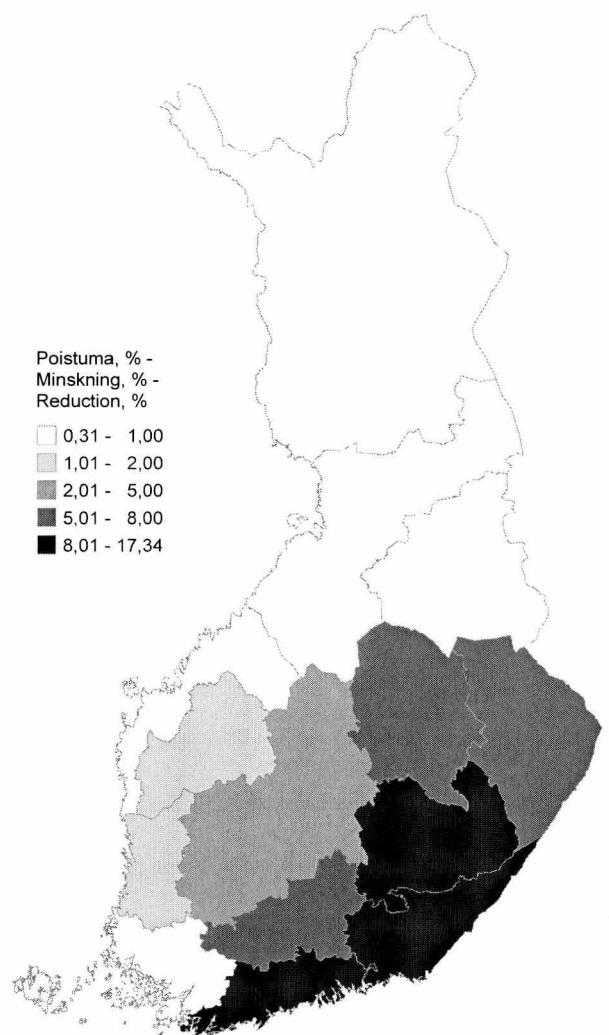 Poistuma, % -
Minskning, % -
Reduction, %
0,31 - 1,00
1,01 - 2,00
2,01 - 5,00
5,01 - 8,00
8,01 - 17,34